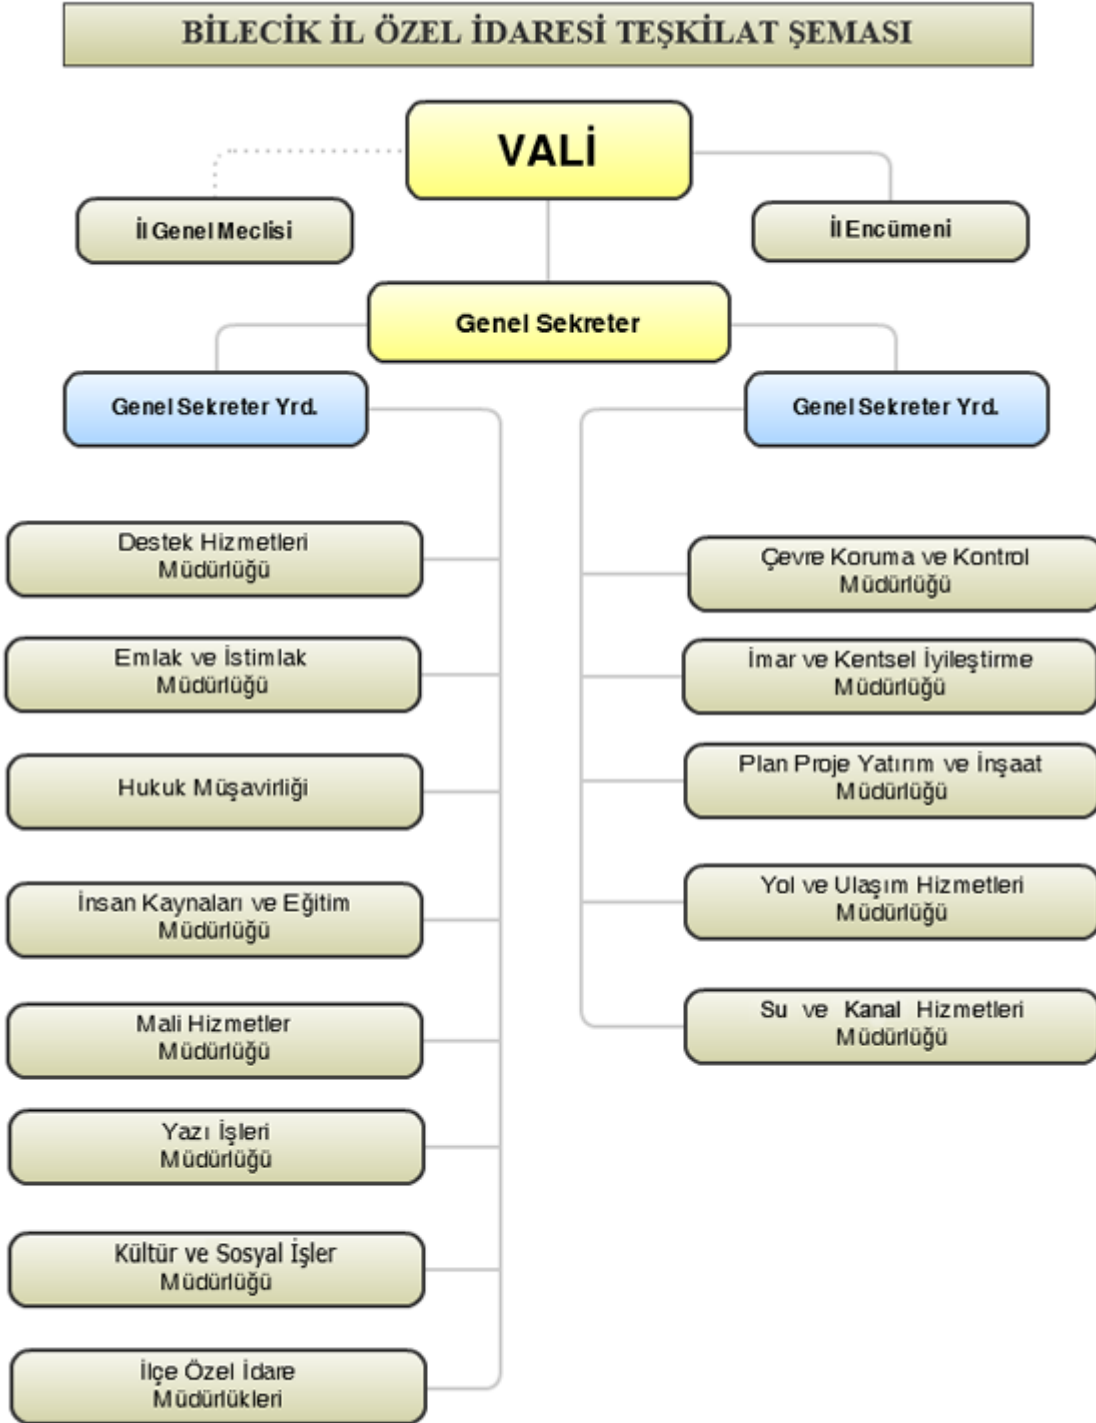 BİLECİK İL ÖZEL İDARESİ TEŞKİLAT ŞEMASI
VALİ
İl Genel Meclisi
İl Encümeni
Genel Sekreter
Genel Sekreter Yrd.
Genel Sekreter Yrd.
Destek Hizmetleri
Müdürlüğü
Emlak ve İstimlak
Müdürlüğü
Hukuk Müşavirliği
İnsan Kaynaları ve Eğitim
Müdürlüğü
Mali Hizmetler
Müdürlüğü
Yazı İşleri
Müdürlüğü
Kültür ve Sosyal İşler
Müdürlüğü
İlçe Özel İdare
Müdürlükleri
Çevre Koruma ve Kontrol
Müdürlüğü
İmar ve Kentsel İyileştirme
Müdürlüğü
Plan Proje Yatırım ve İnşaat
Müdürlüğü
Yol ve Ulaşım Hizmetleri
Müdürlüğü
Su ve Kanal Hizmetleri
Müdürlüğü